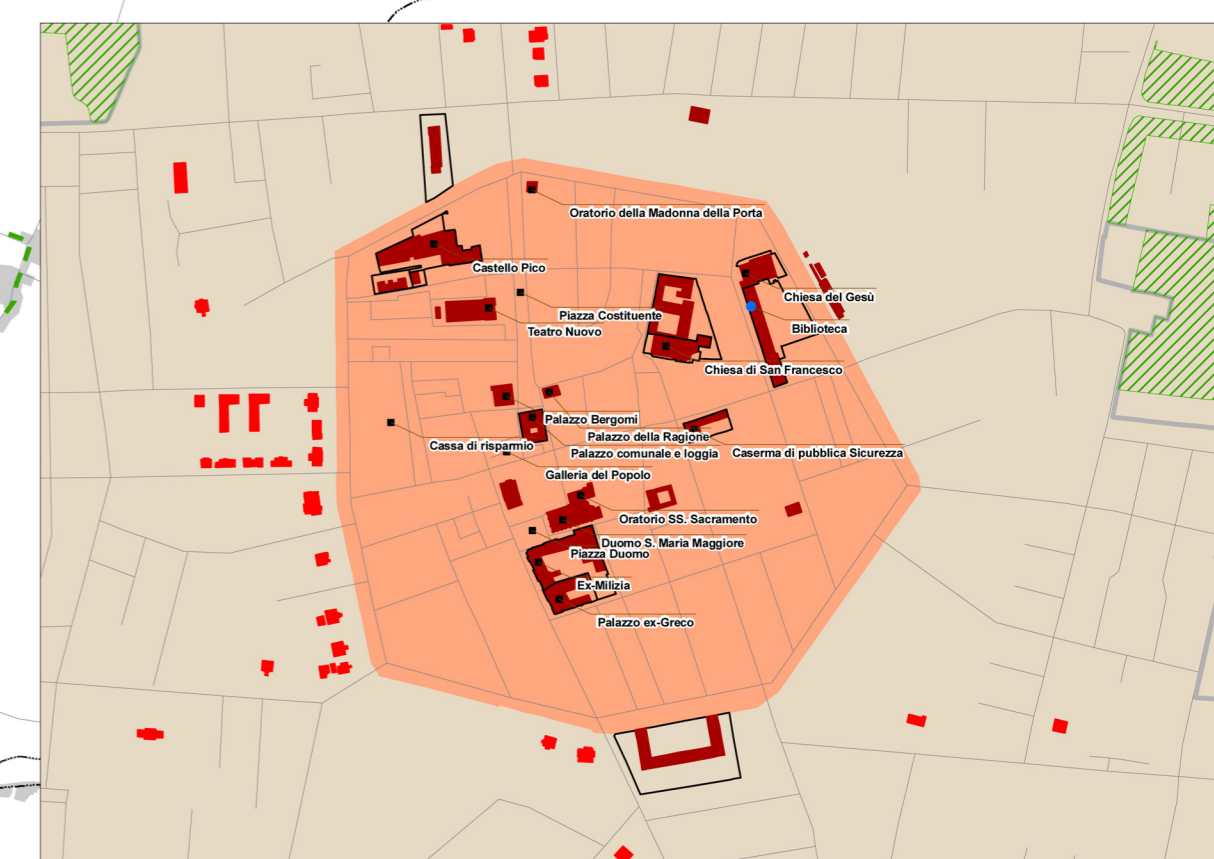 Oratorio della Madonna della Porta
Castello Pico
Chiesa del Gesù
Piazza Costituente
Teatro Nuovo
Biblioteca
Chiesa di San Francesco
Palazzo Bergomi
Palazzo della Ragione
Cassa di risparmio
Palazzo comunale e loggia
Caserma di pubblica Sicurezza
Galleria del Popolo
Oratorio SS. Sacramento
Duomo S. Maria Maggiore
Piazza Duomo
Ex-Milizia
Palazzo ex-Greco